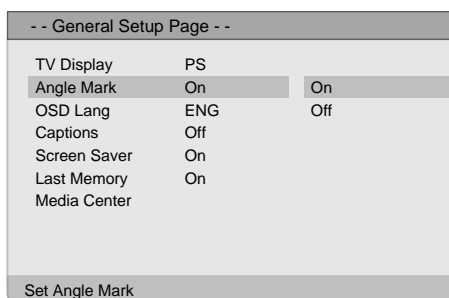 - - General Setup Page - -
TV Display PS
Angle Mark On On
OSD Lang ENG Off
Captions Off
Screen Saver On
Last Memory On
Media Center
Set Angle Mark